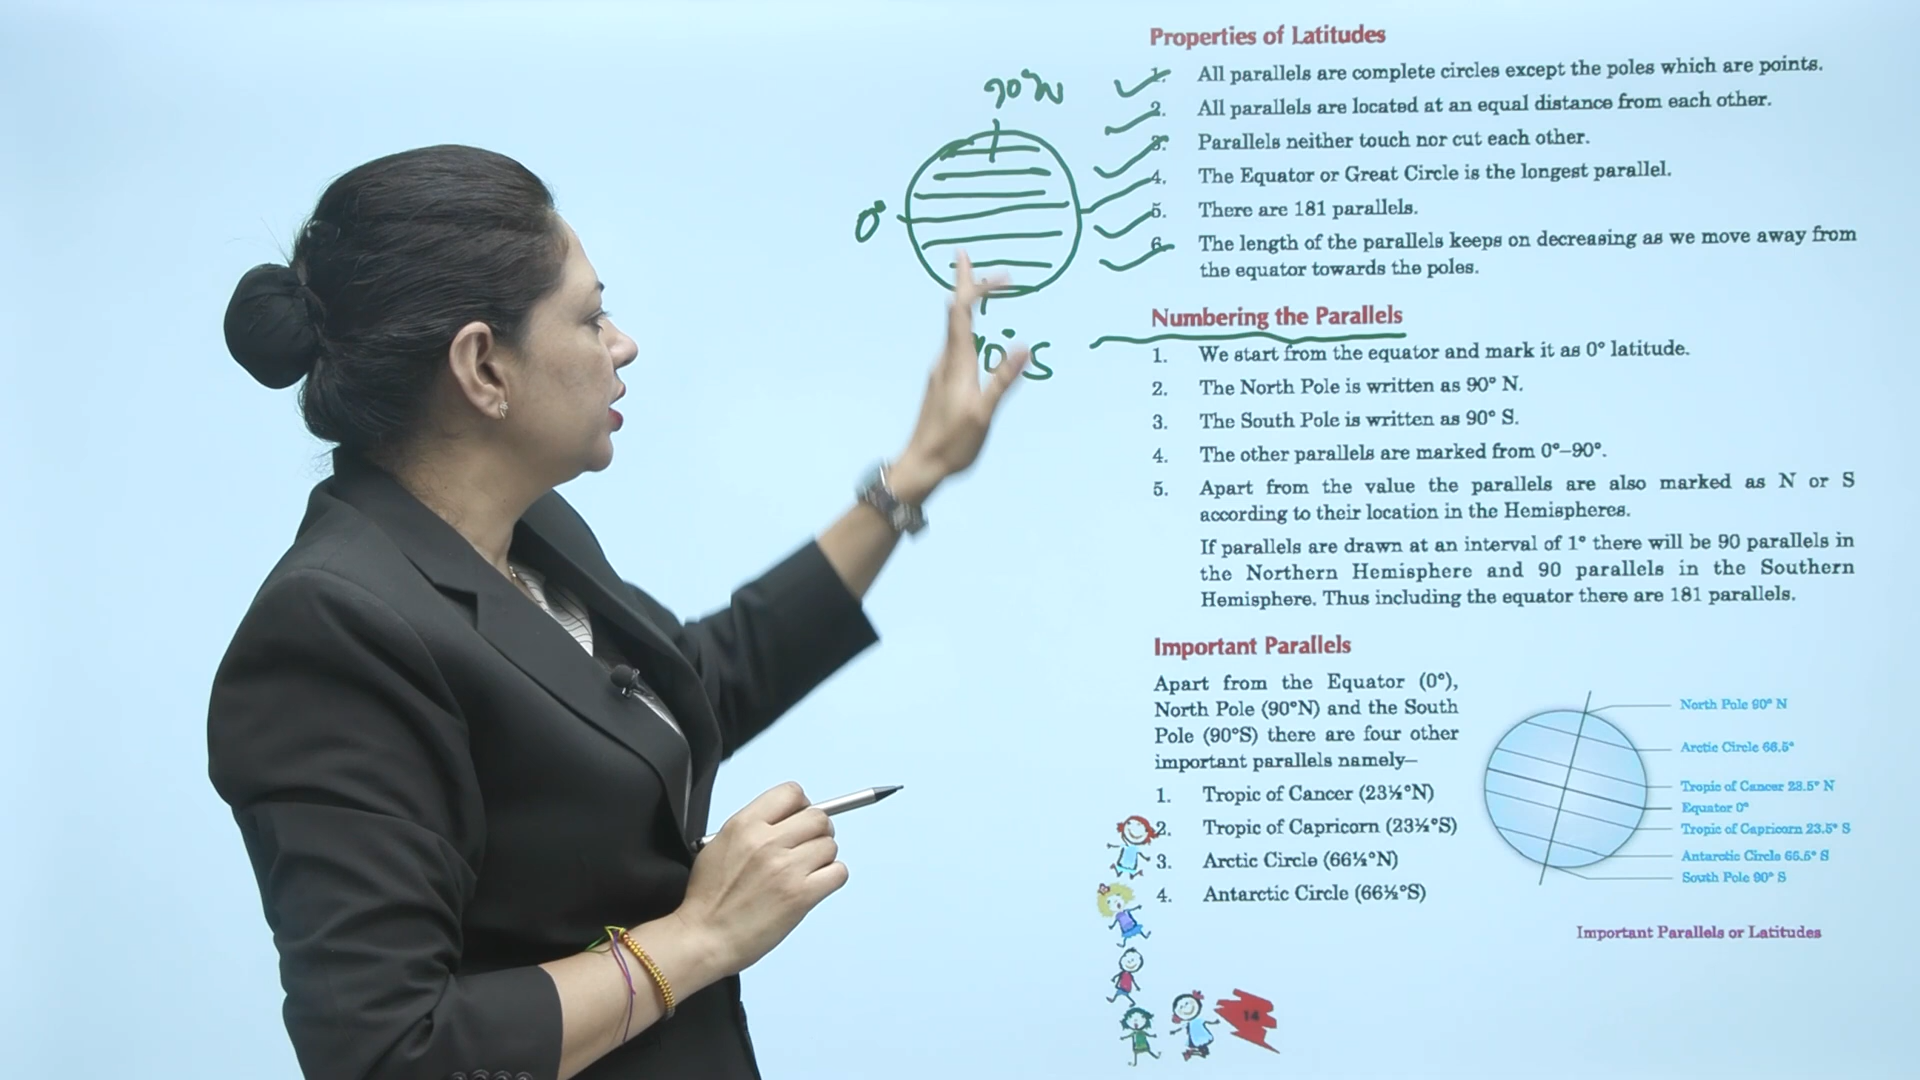 Properties of Latitudes
1. All parallels are complete circles except the poles which are points.
2. All parallels are located at an equal distance from each other.
3. Parallels neither touch nor cut each other.
4. The Equator or Great Circle is the longest parallel.
5. There are 181 parallels.
6. The length of the parallels keeps on decreasing as we move away from
the equator towards the poles.
90°N
0°
0°S
Numbering the Parallels
1. We start from the equator and mark it as 0° latitude.
2. The North Pole is written as 90° N.
3. The South Pole is written as 90° S.
4. The other parallels are marked from 0°–90°.
5. Apart from the value the parallels are also marked as N or S
according to their location in the Hemispheres.
If parallels are drawn at an interval of 1° there will be 90 parallels in
the Northern Hemisphere and 90 parallels in the Southern
Hemisphere. Thus including the equator there are 181 parallels.
Important Parallels
Apart from the Equator (0°),
North Pole (90°N) and the South
Pole (90°S) there are four other
important parallels namely–
1. Tropic of Cancer (23½°N)
2. Tropic of Capricorn (23½°S)
3. Arctic Circle (66½°N)
4. Antarctic Circle (66½°S)
North Pole 90° N
Arctic Circle 66.5°
Tropic of Cancer 23.5° N
Equator 0°
Tropic of Capricorn 23.5° S
Antarctic Circle 66.5° S
South Pole 90° S
Important Parallels or Latitudes
14